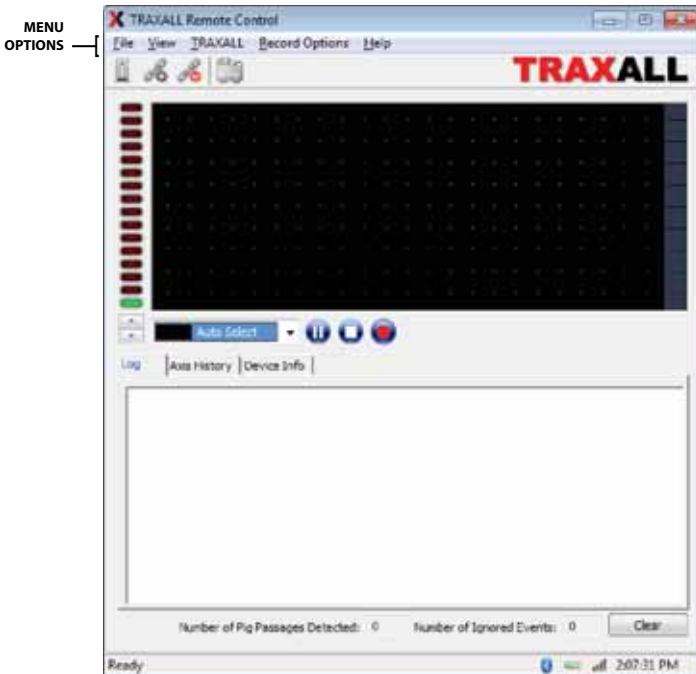 MENU
OPTIONS
TRAXALL Remote Control
File View TRAXALL Record Options Help
TRAXALL
Auto Select
Log Axis History Device Info
Number of Pig Passages Detected: 0 Number of Ignored Events: 0 Clear
Ready 2:07:31 PM